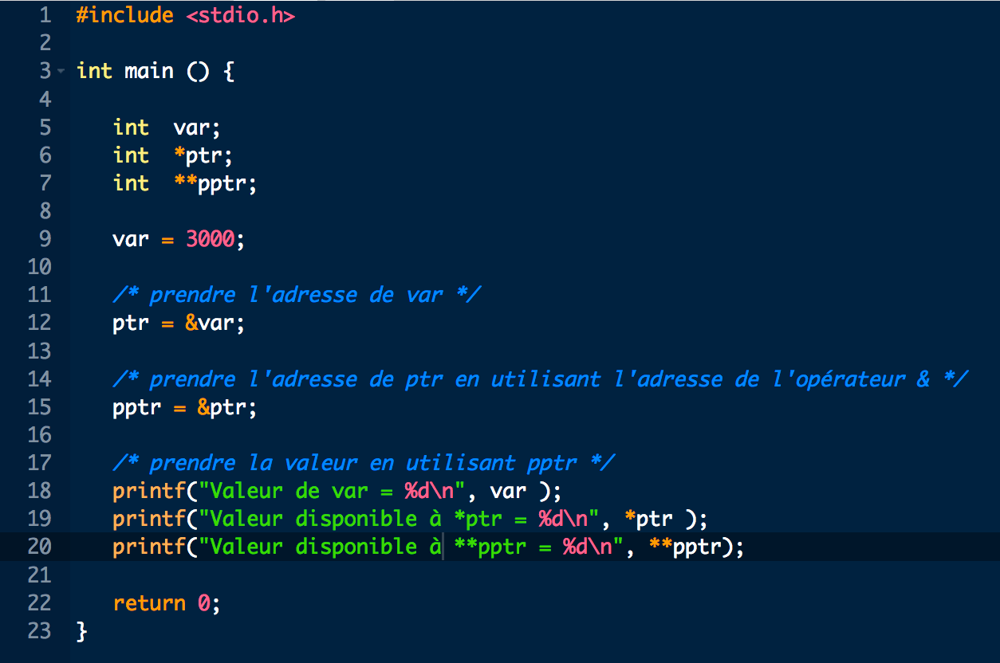 1 #include <stdio.h>
2
3 int main () {
4
5    int  var;
6    int  *ptr;
7    int  **pptr;
8
9    var = 3000;
10
11    /* prendre l'adresse de var */
12    ptr = &var;
13
14    /* prendre l'adresse de ptr en utilisant l'adresse de l'opérateur & */
15    pptr = &ptr;
16
17    /* prendre la valeur en utilisant pptr */
18    printf("Valeur de var = %d\n", var );
19    printf("Valeur disponible à *ptr = %d\n", *ptr );
20    printf("Valeur disponible à **pptr = %d\n", **pptr);
21
22    return 0;
23 }